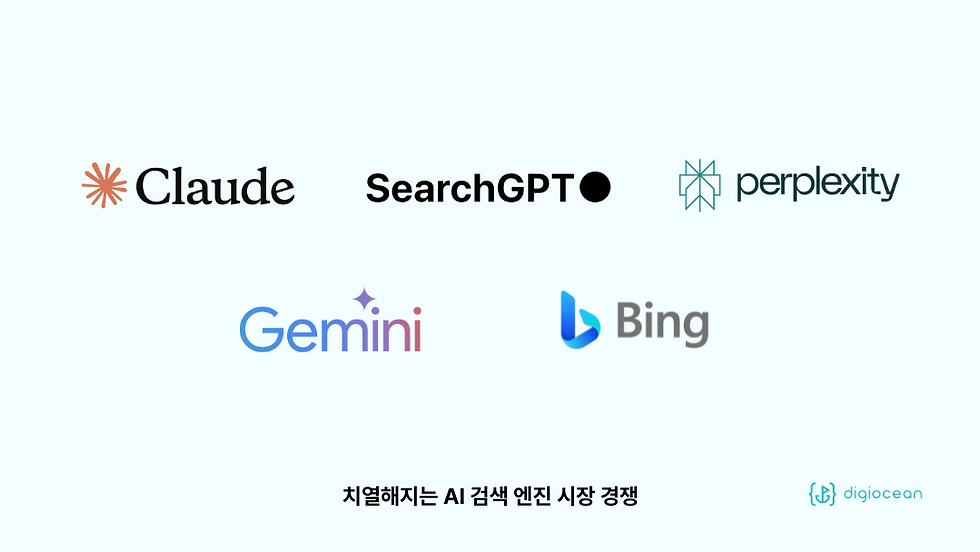 Claude
SearchGPT
perplexity
Gemini
Bing
치열해지는 AI 검색 엔진 시장 경쟁
digiocean